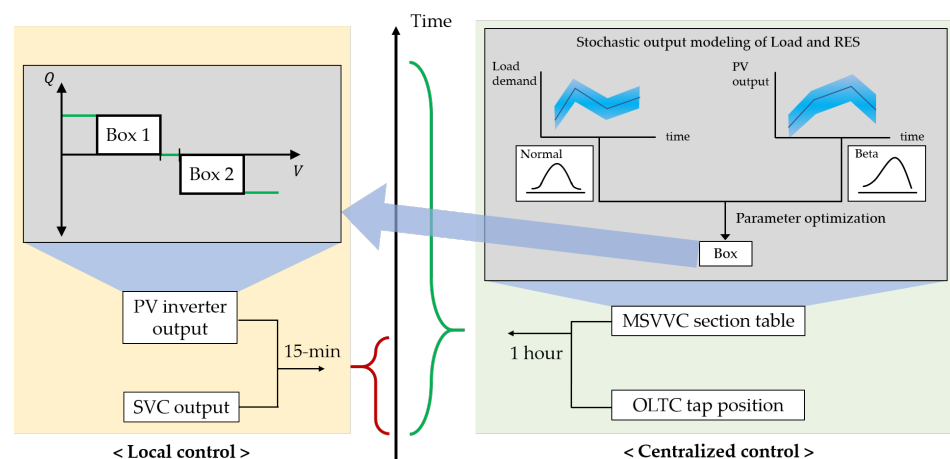 Time
Q
Box 1
Box 2
V
PV inverter
output
15-min
SVC output
< Local control >
Stochastic output modeling of Load and RES
Load
demand
time
PV
output
time
Normal
Beta
Parameter optimization
Box
MSVVC section table
1 hour
OLTC tap position
< Centralized control >